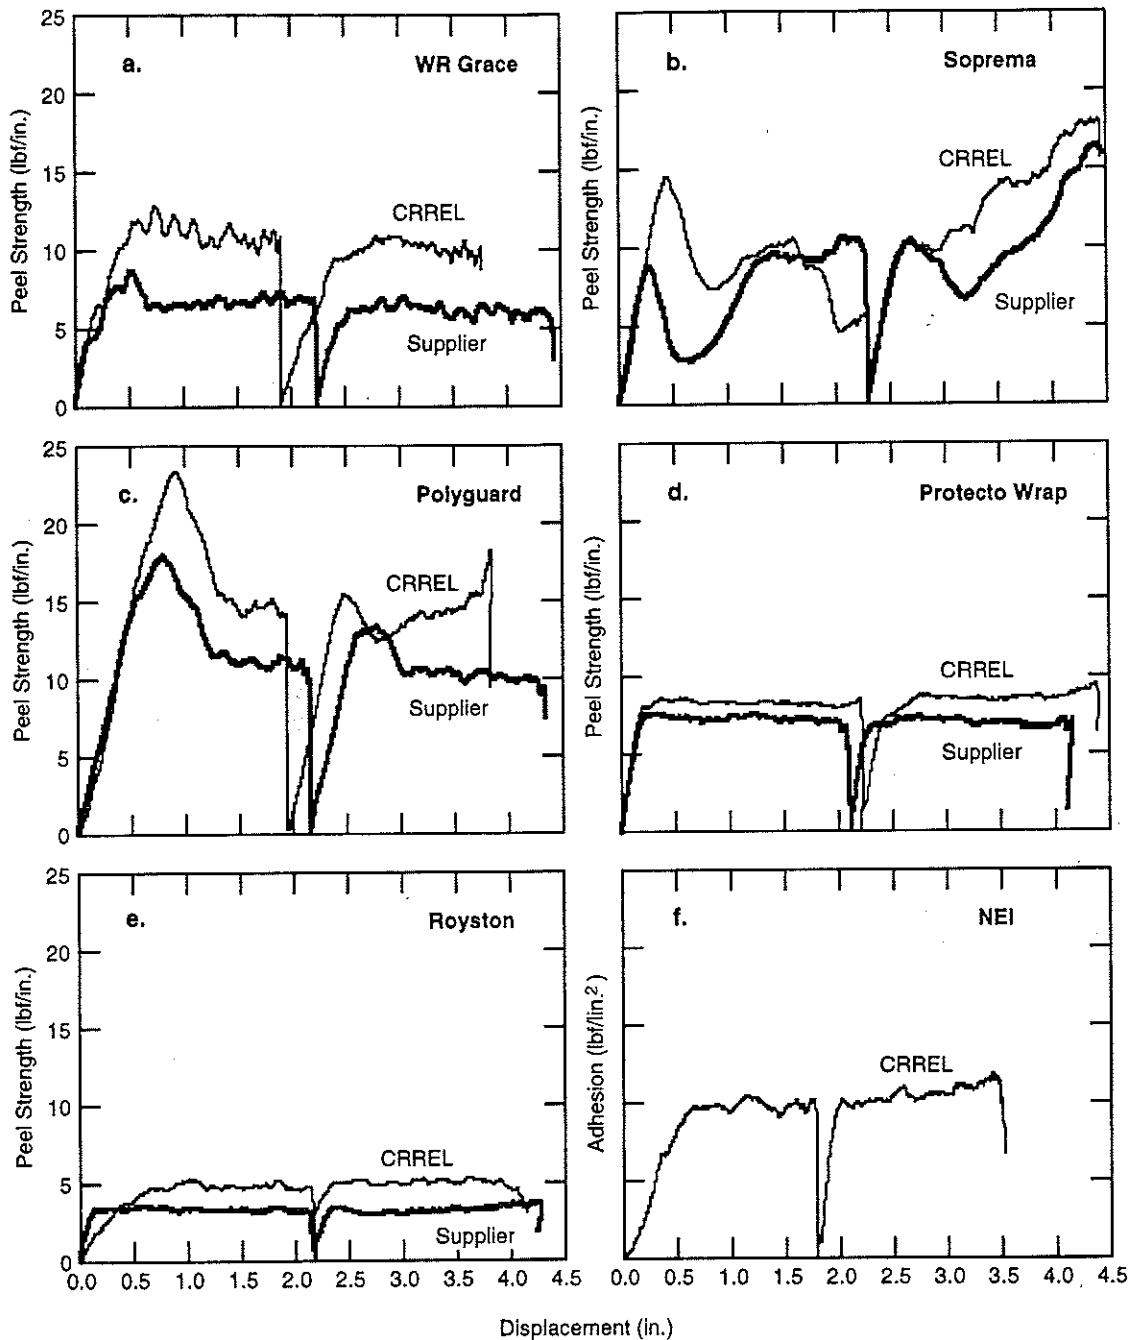 a. WR Grace
25
20
15
10
5
0
Peel Strength (lbf/in.)
CRREL
Supplier
b. Soprema
Peel Strength (lbf/in.)
CRREL
Supplier
c. Polyguard
25
20
15
10
5
0
Peel Strength (lbf/in.)
CRREL
Supplier
d. Protecto Wrap
Peel Strength (lbf/in.)
CRREL
Supplier
e. Royston
25
20
15
10
5
0
Peel Strength (lbf/in.)
CRREL
Supplier
0.0 0.5 1.0 1.5 2.0 2.5 3.0 3.5 4.0 4.5
f. NEI
Adhesion (lbf/lin.²)
CRREL
0.0 0.5 1.0 1.5 2.0 2.5 3.0 3.5 4.0 4.5
Displacement (in.)